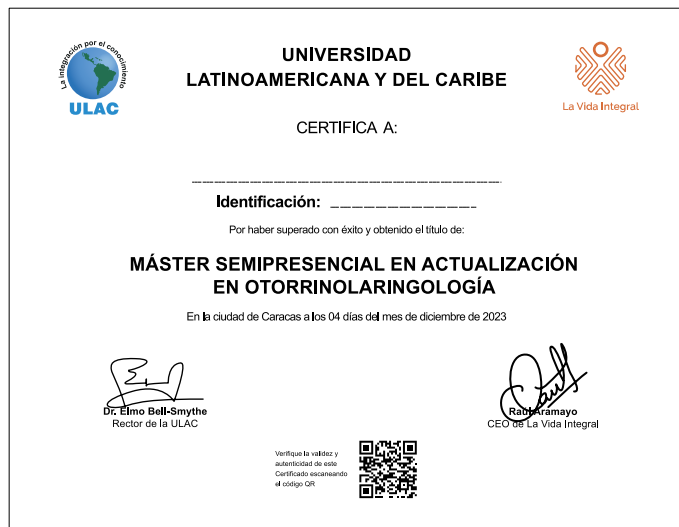 La integración por el conocimiento
ULAC
UNIVERSIDAD
LATINOAMERICANA Y DEL CARIBE
La Vida Integral
CERTIFICA A:
Identificación:
Por haber superado con éxito y obtenido el título de:
MÁSTER SEMIPRESENCIAL EN ACTUALIZACIÓN
EN OTORRINOLARINGOLOGÍA
En la ciudad de Caracas a los 04 días del mes de diciembre de 2023
Dr. Elmo Bell-Smythe
Rector de la ULAC
Raúl Aramayo
CEO de La Vida Integral
Verifique la validez y
autenticidad de este
Certificado escaneando
el código QR